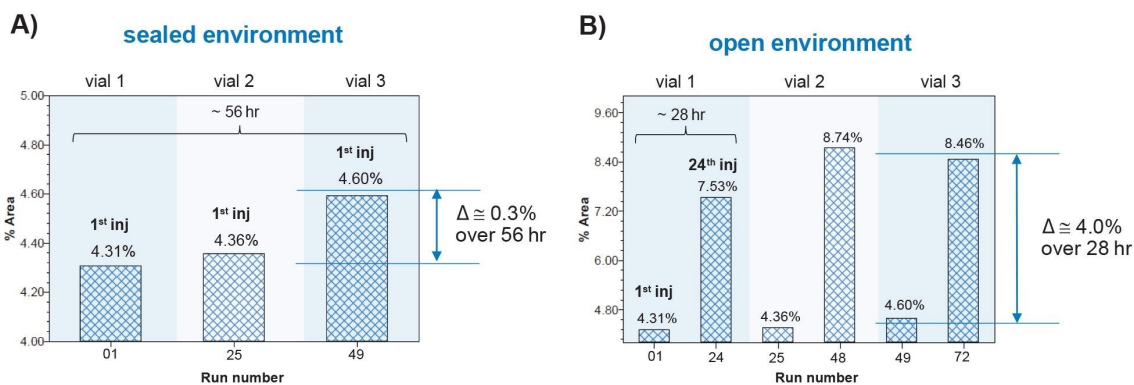 A)
sealed environment
vial 1 vial 2 vial 3
5.00
4.80
4.60
4.40
4.20
4.00
% Area
~ 56 hr
1st inj
4.31%
1st inj
4.36%
1st inj
4.60%
Δ ≅ 0.3%
over 56 hr
01 25 49
Run number
B)
open environment
vial 1 vial 2 vial 3
9.60
8.40
7.20
6.00
4.80
% Area
~ 28 hr
1st inj
4.31%
24th inj
7.53%
4.36%
8.74%
4.60%
8.46%
Δ ≅ 4.0%
over 28 hr
01 24 25 48 49 72
Run number